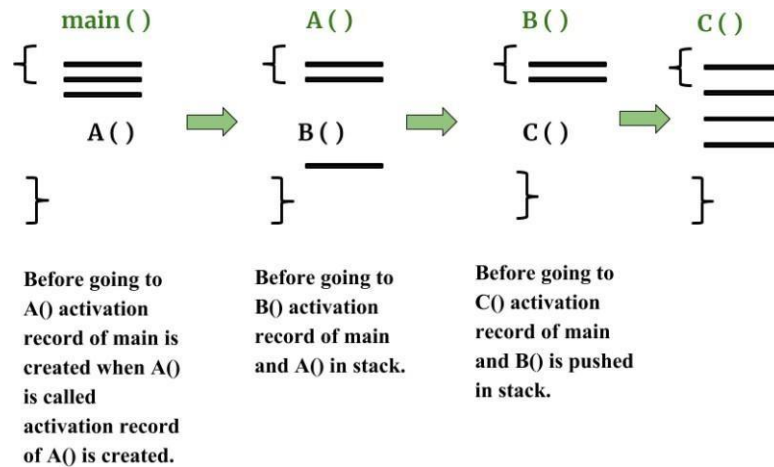 main ( )
A ( )
B ( )
C ( )
A ( )
B ( )
C ( )
Before going to
A() activation
record of main is
created when A()
is called
activation record
of A() is created.
Before going to
B() activation
record of main
and A() in stack.
Before going to
C() activation
record of main
and B() is pushed
in stack.